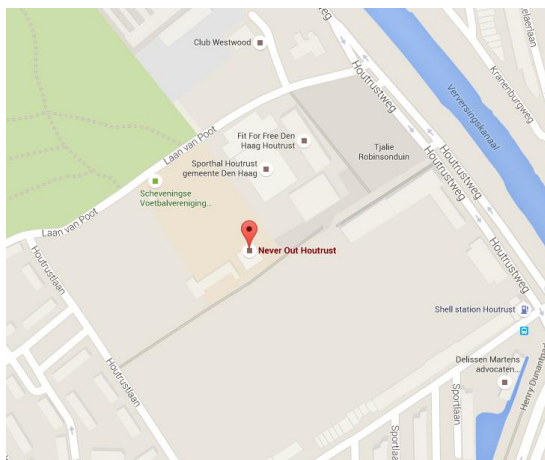 Kranenburgweg
Club Westwood
Houtrustweg
Verversingskanaal
Laan van Poot
Fit For Free Den
Haag Houtrust
Tjalie
Robinsonduin
Sporthal Houtrust
gemeente Den Haag
Houtrustweg
Houtrustweg
Scheveningse
Voetbalvereniging...
Laan van Poot
Never Out Houtrust
Houtrustlaan
Houtrustweg
Shell station Houtrust
Houtrustlaan
Delissen Martens
advocaten...
Sportlaan
Sportlaan